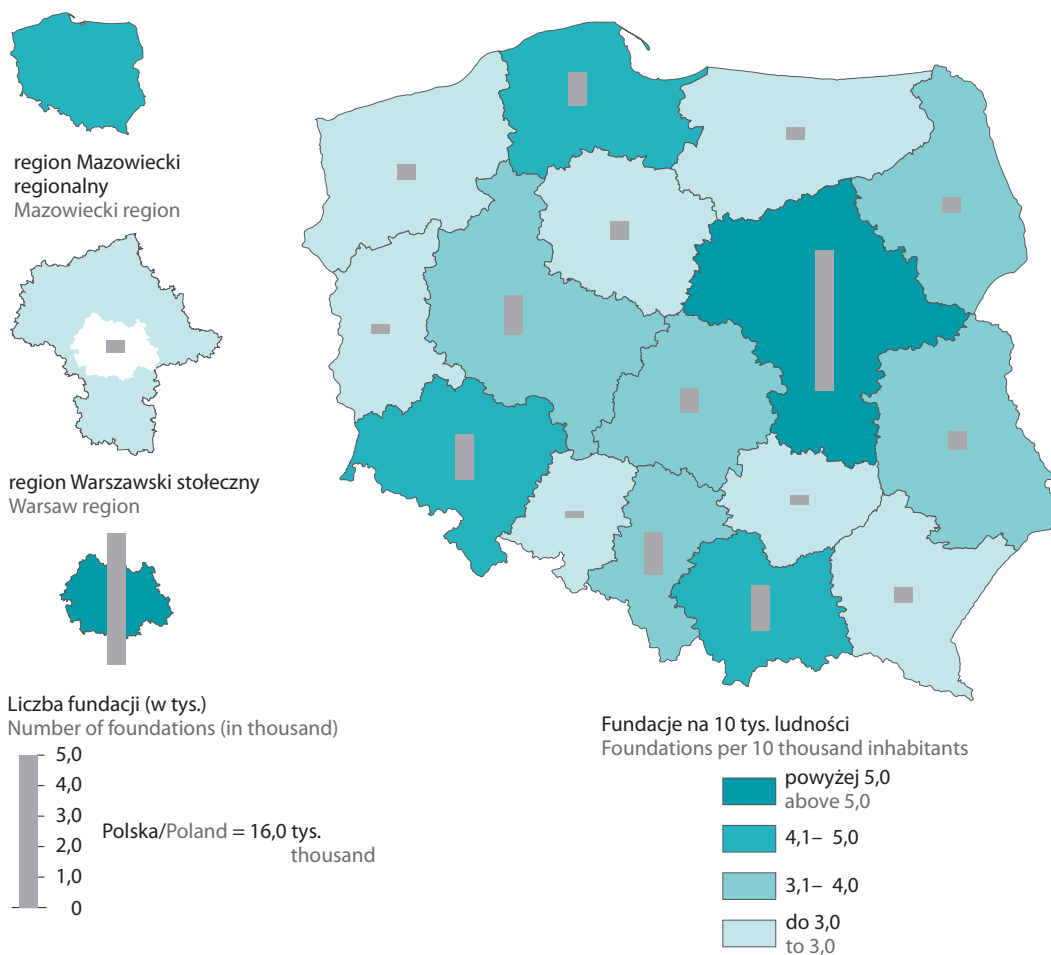 region Mazowiecki
regionalny
Mazowiecki region
region Warszawski stołeczny
Warsaw region
Liczba fundacji (w tys.)
Number of foundations (in thousand)
5,0
4,0
3,0
2,0
1,0
0
Polska/Poland = 16,0 tys.
thousand
Fundacje na 10 tys. ludności
Foundations per 10 thousand inhabitants
powyżej 5,0
above 5,0
4,1– 5,0
3,1– 4,0
do 3,0
to 3,0